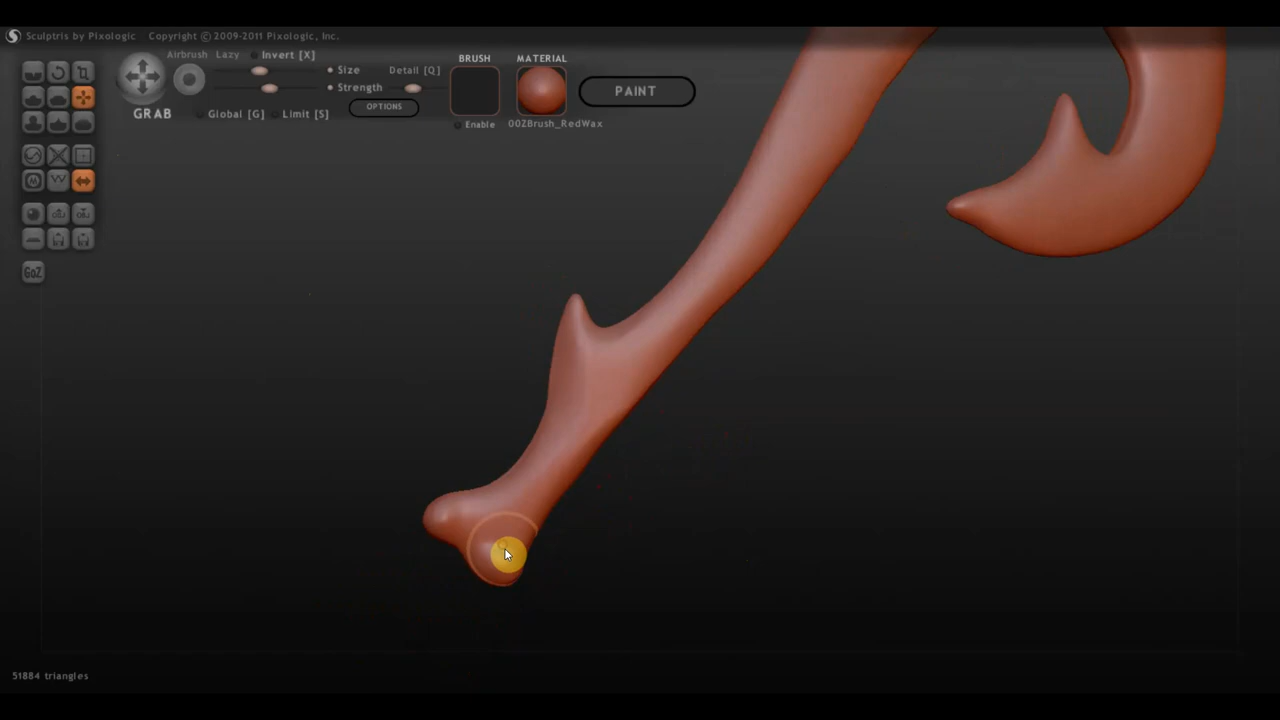 Sculptris by Pixologic Copyright © 2009-2011 Pixologic, Inc.
Airbrush Lazy Invert [X]
BRUSH MATERIAL
Size Detail [Q]
Strength
PAINT
OPTIONS
GRAB Global [G] Limit [S]
Enable 00ZBrush_RedWax
GoZ
51884 triangles